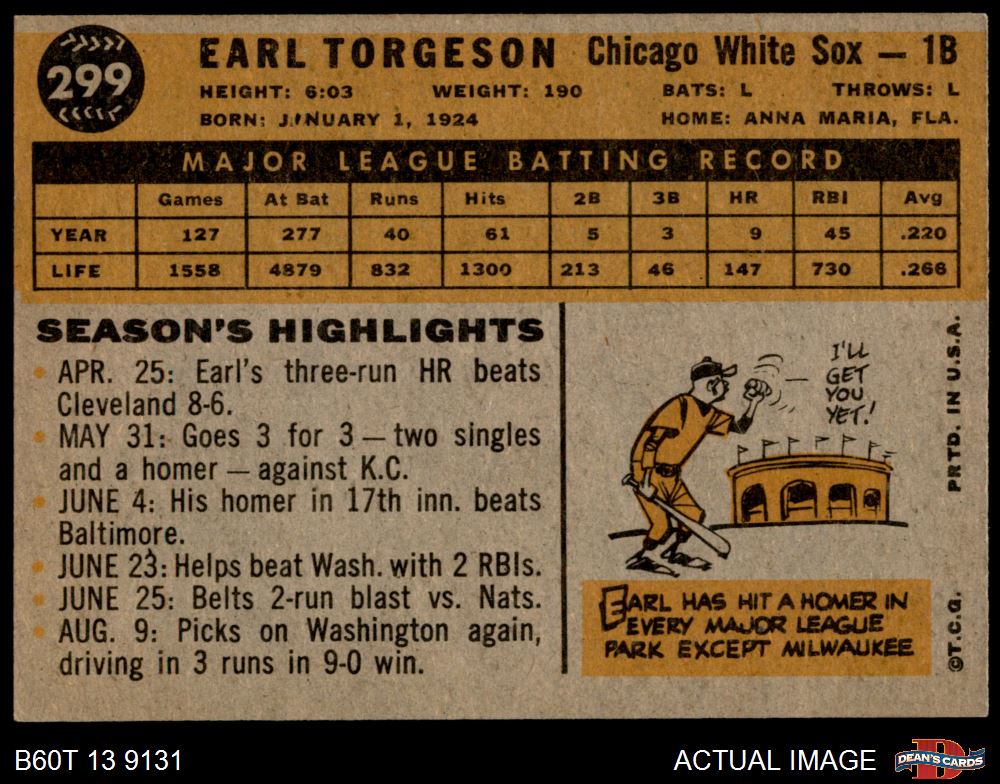 299
EARL TORGESON Chicago White Sox — 1B
HEIGHT: 6:03 WEIGHT: 190 BATS: L THROWS: L
BORN: JANUARY 1, 1924 HOME: ANNA MARIA, FLA.
MAJOR LEAGUE BATTING RECORD
Games At Bat Runs Hits 2B 3B HR RBI Avg
YEAR 127 277 40 61 5 3 9 45 .220
LIFE 1558 4879 832 1300 213 46 147 730 .266
SEASON'S HIGHLIGHTS
• APR. 25: Earl's three-run HR beats
Cleveland 8-6.
• MAY 31: Goes 3 for 3 — two singles
and a homer — against K.C.
• JUNE 4: His homer in 17th inn. beats
Baltimore.
• JUNE 23: Helps beat Wash. with 2 RBIs.
• JUNE 25: Belts 2-run blast vs. Nats.
• AUG. 9: Picks on Washington again,
driving in 3 runs in 9-0 win.
I'LL
GET
YOU
YET!
EARL HAS HIT A HOMER IN
EVERY MAJOR LEAGUE
PARK EXCEPT MILWAUKEE
©T.C.G. PRTD. IN U.S.A.
B60T 13 9131 ACTUAL IMAGE
DEAN'S CARDS